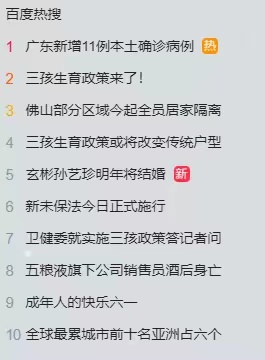 百度热搜
1 广东新增11例本土确诊病例 热
2 三孩生育政策来了!
3 佛山部分区域今起全员居家隔离
4 三孩生育政策或将改变传统户型
5 玄彬孙艺珍明年将结婚 新
6 新未保法今日正式施行
7 卫健委就实施三孩政策答记者问
8 五粮液旗下公司销售员酒后身亡
9 成年人的快乐六一
10 全球最累城市前十名亚洲占六个